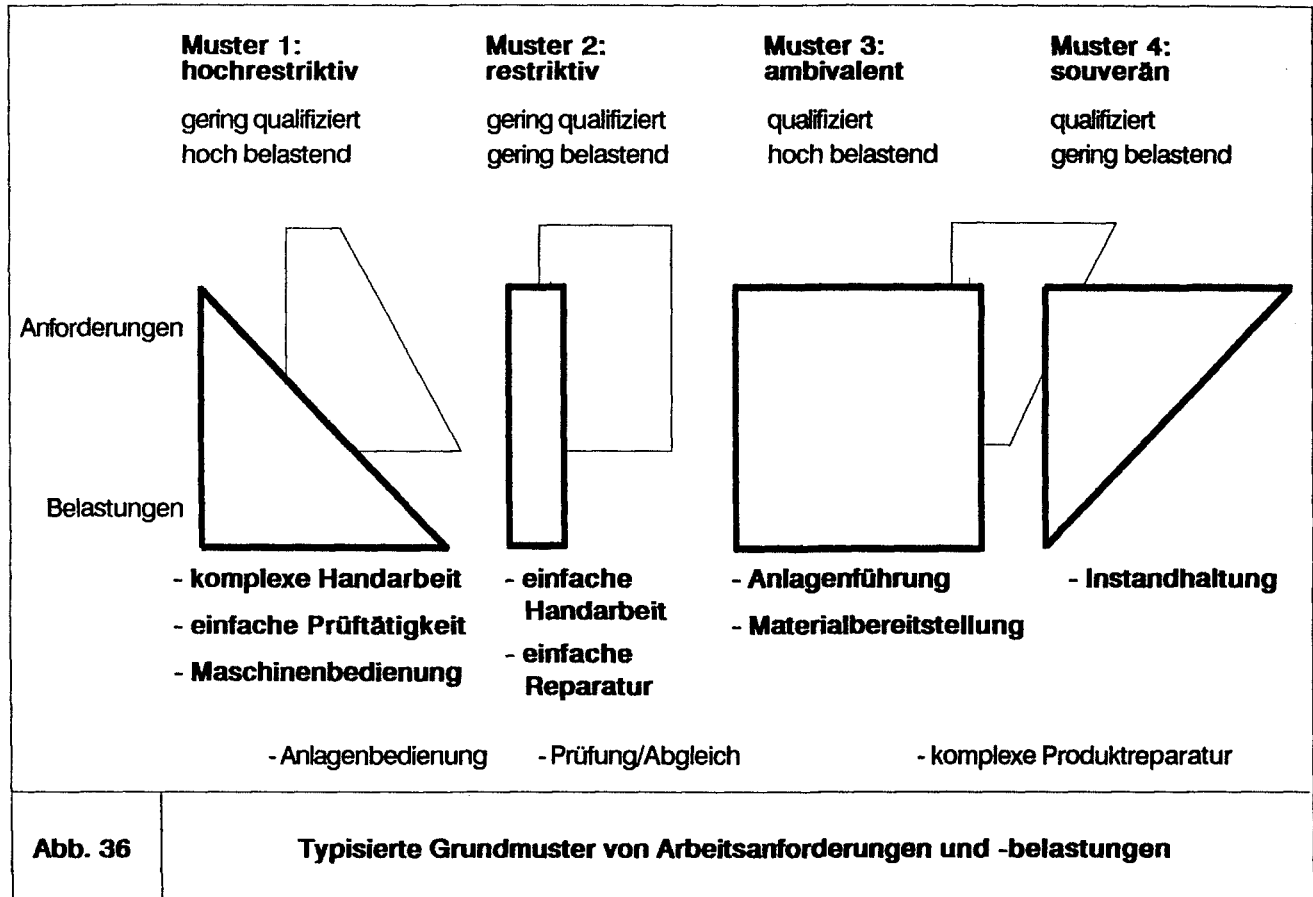 Muster 1:
hochrestriktiv
gering qualifiziert
hoch belastend
Muster 2:
restriktiv
gering qualifiziert
gering belastend
Muster 3:
ambivalent
qualifiziert
hoch belastend
Muster 4:
souverän
qualifiziert
gering belastend
Anforderungen
Belastungen
- komplexe Handarbeit
- einfache Prüftätigkeit
- Maschinenbedienung
- einfache
Handarbeit
- einfache
Reparatur
- Anlagenführung
- Materialbereitstellung
- Instandhaltung
- Anlagenbedienung
- Prüfung/Abgleich
- komplexe Produktreparatur
Abb. 36
Typisierte Grundmuster von Arbeitsanforderungen und -belastungen